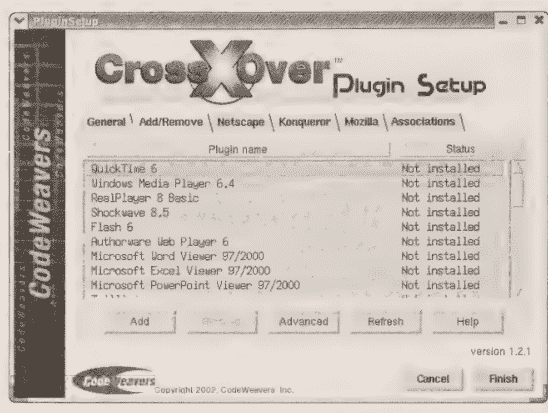 PluginSetup
CrossOver™ Plugin Setup
General Add/Remove Netscape Konqueror Mozilla Associations
Plugin name Status
QuickTime 6 Not installed
Windows Media Player 6.4 Not installed
RealPlayer 8 Basic Not installed
Shockwave 8.5 Not installed
Flash 6 Not installed
Authorware Web Player 6 Not installed
Microsoft Word Viewer 97/2000 Not installed
Microsoft Excel Viewer 97/2000 Not installed
Microsoft PowerPoint Viewer 97/2000 Not installed
Add Advanced Refresh Help
version 1.2.1
CodeWeavers
CodeWeavers
Copyright 2002, CodeWeavers Inc.
Cancel Finish